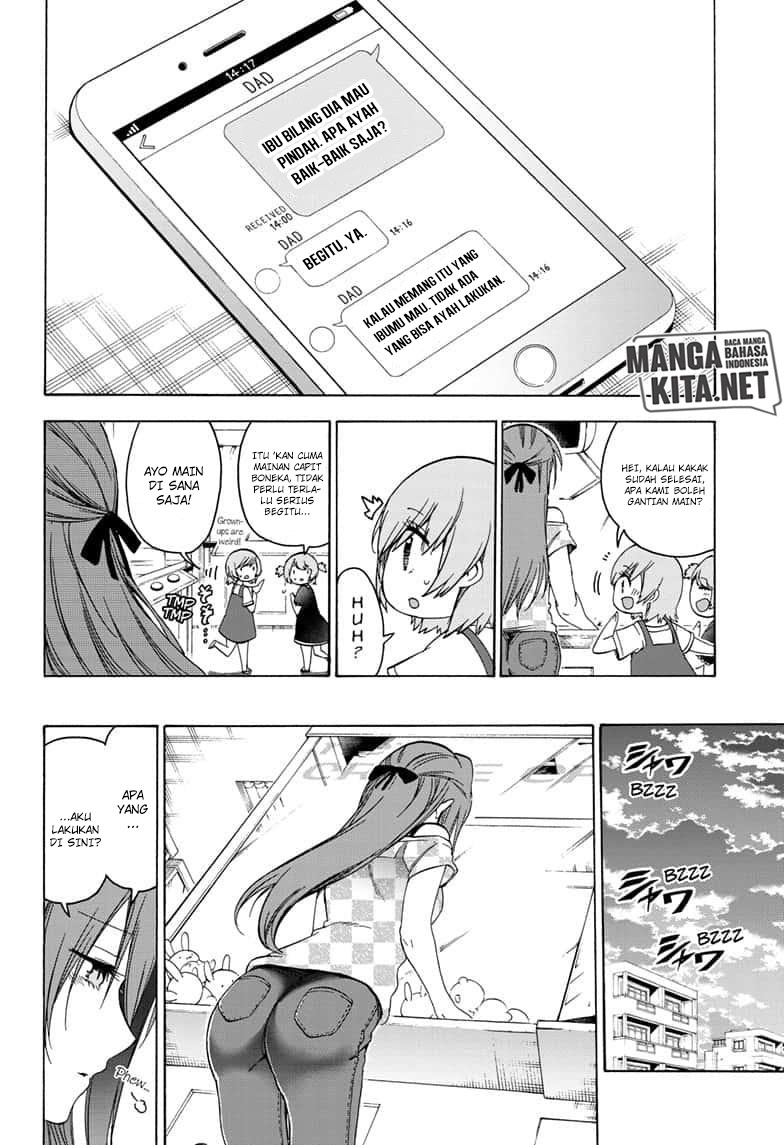 14:17
DAD
IBU BILANG DIA MAU
PINDAH. APA AYAH
BAIK-BAIK SAJA?
RECEIVED
14:00
DAD
BEGITU, YA.
14:16
DAD
KALAU MEMANG ITU YANG
IBUMU MAU. TIDAK ADA
YANG BISA AYAH LAKUKAN.
14:16
MANGA
KITA.NET
BACA MANGA
BAHASA
INDONESIA
HEI, KALAU KAKAK
SUDAH SELESAI,
APA KAMI BOLEH
GANTIAN MAIN?
HUH?
ITU 'KAN CUMA
MAINAN CAPIT
BONEKA, TIDAK
PERLU TERLA-
LU SERIUS
BEGITU...
AYO MAIN
DI SANA
SAJA!
Grown-
ups are
weird!
TMP
TMP
シャワ
BZZZ
BZZZ
シャワ
BZZZ
シャワ
APA
YANG
...
...AKU
LAKUKAN
DI SINI?
Phew...